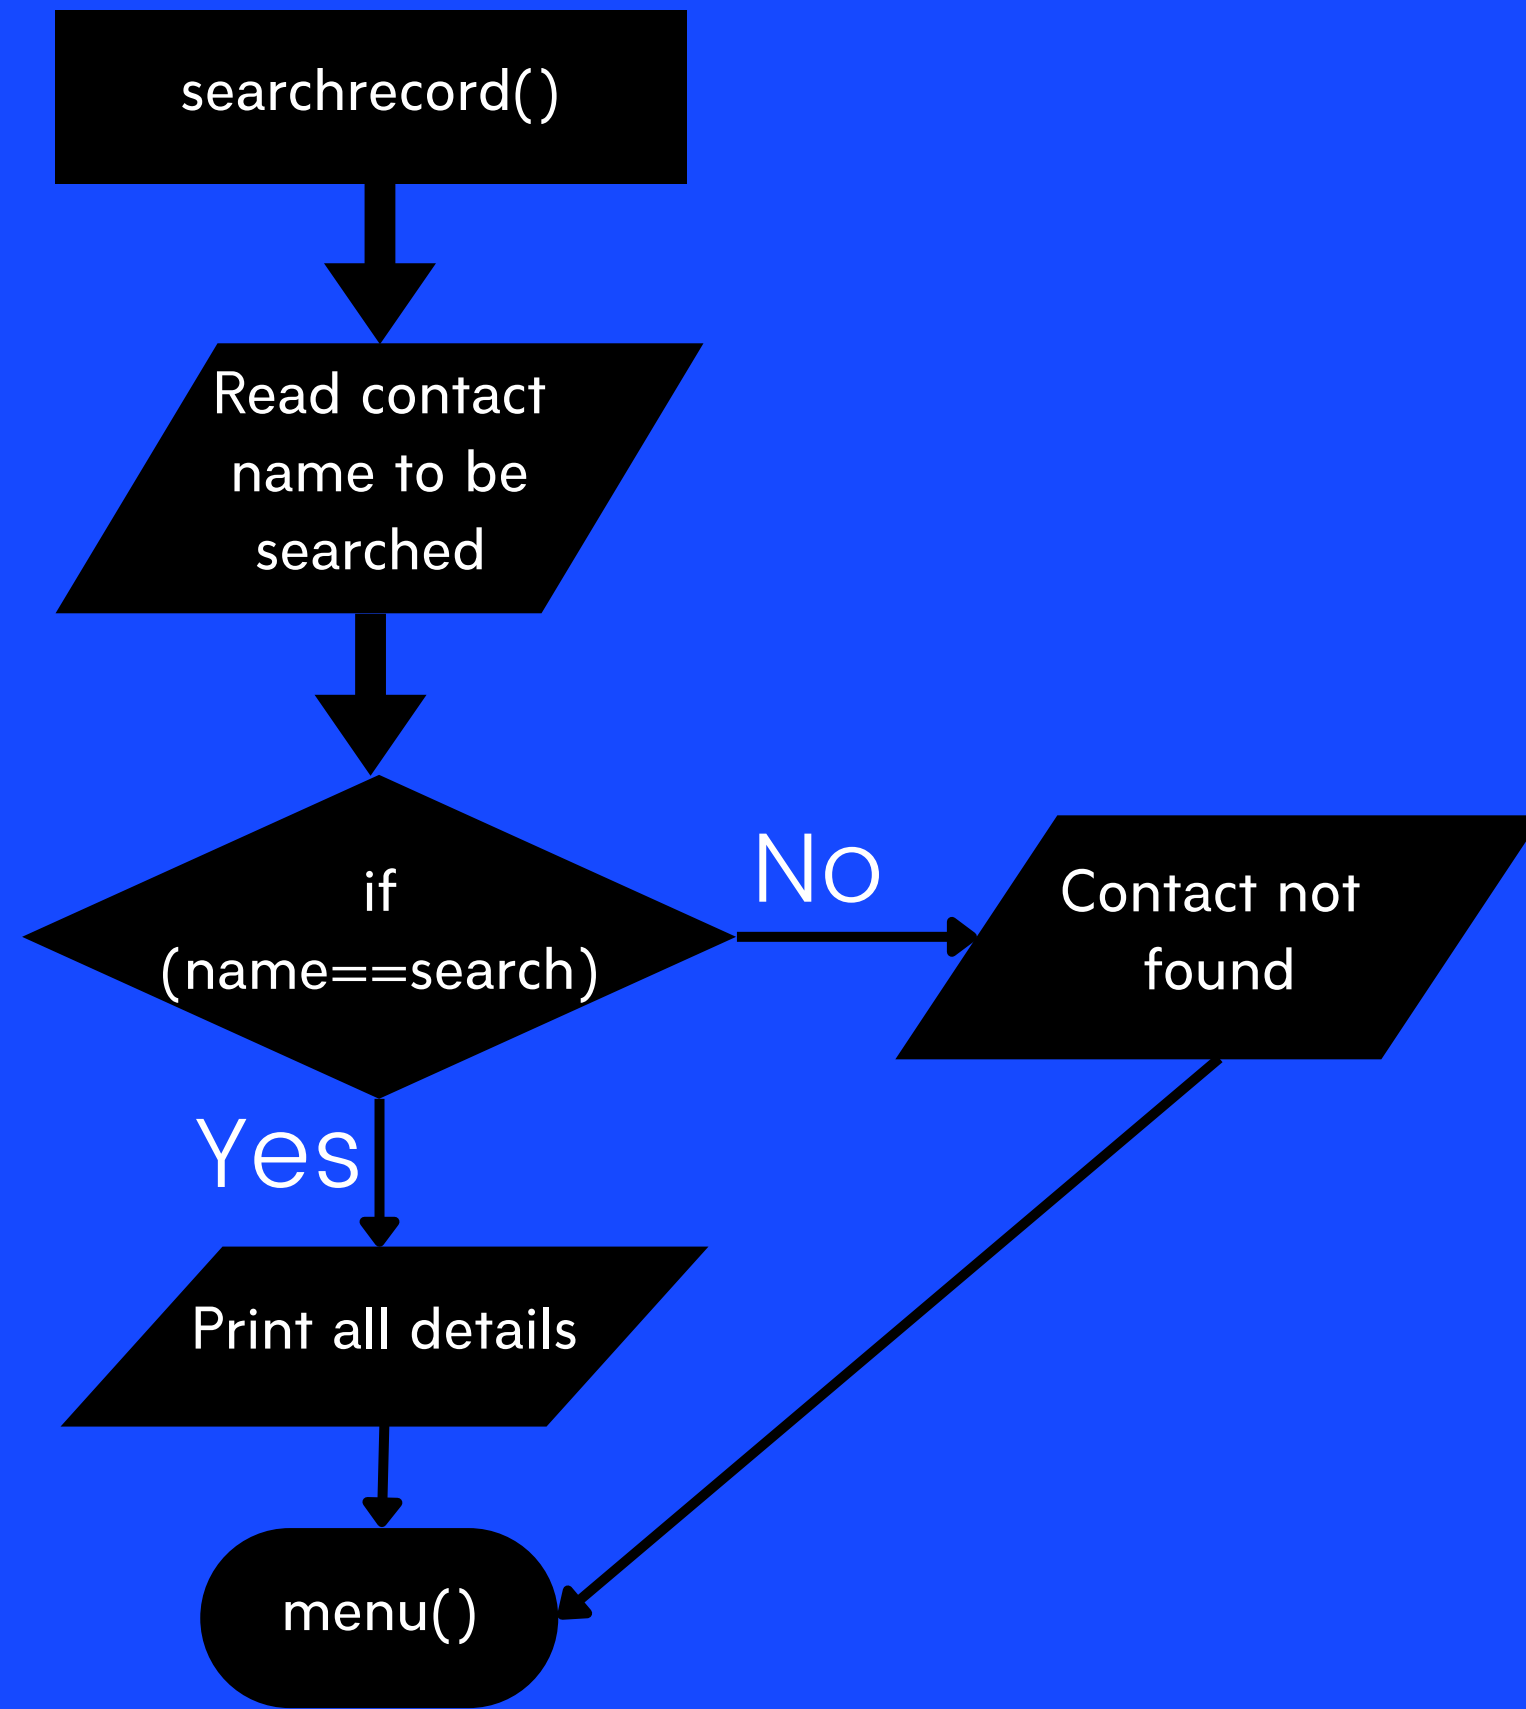 searchrecord()
Read contact
name to be
searched
if
(name==search)
No
Contact not
found
Yes
Print all details
menu()